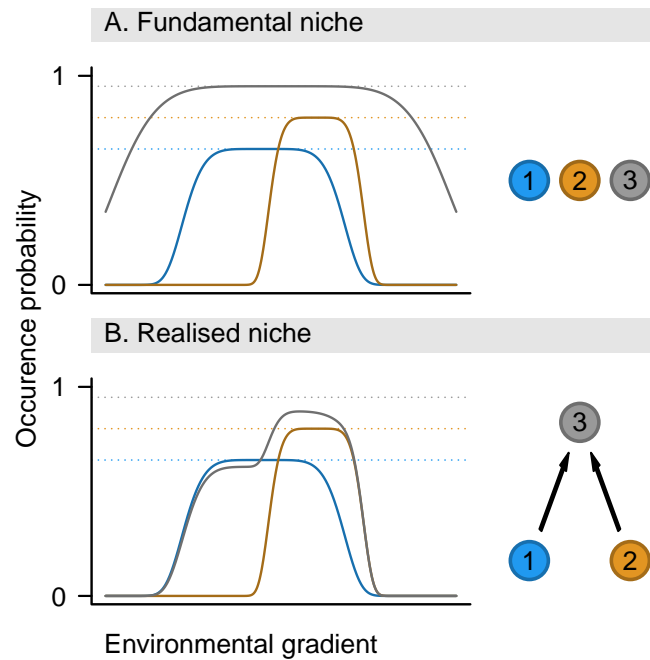 A. Fundamental niche
1
0
1 2 3
B. Realised niche
1
0
3
1 2
Occurence probability
Environmental gradient